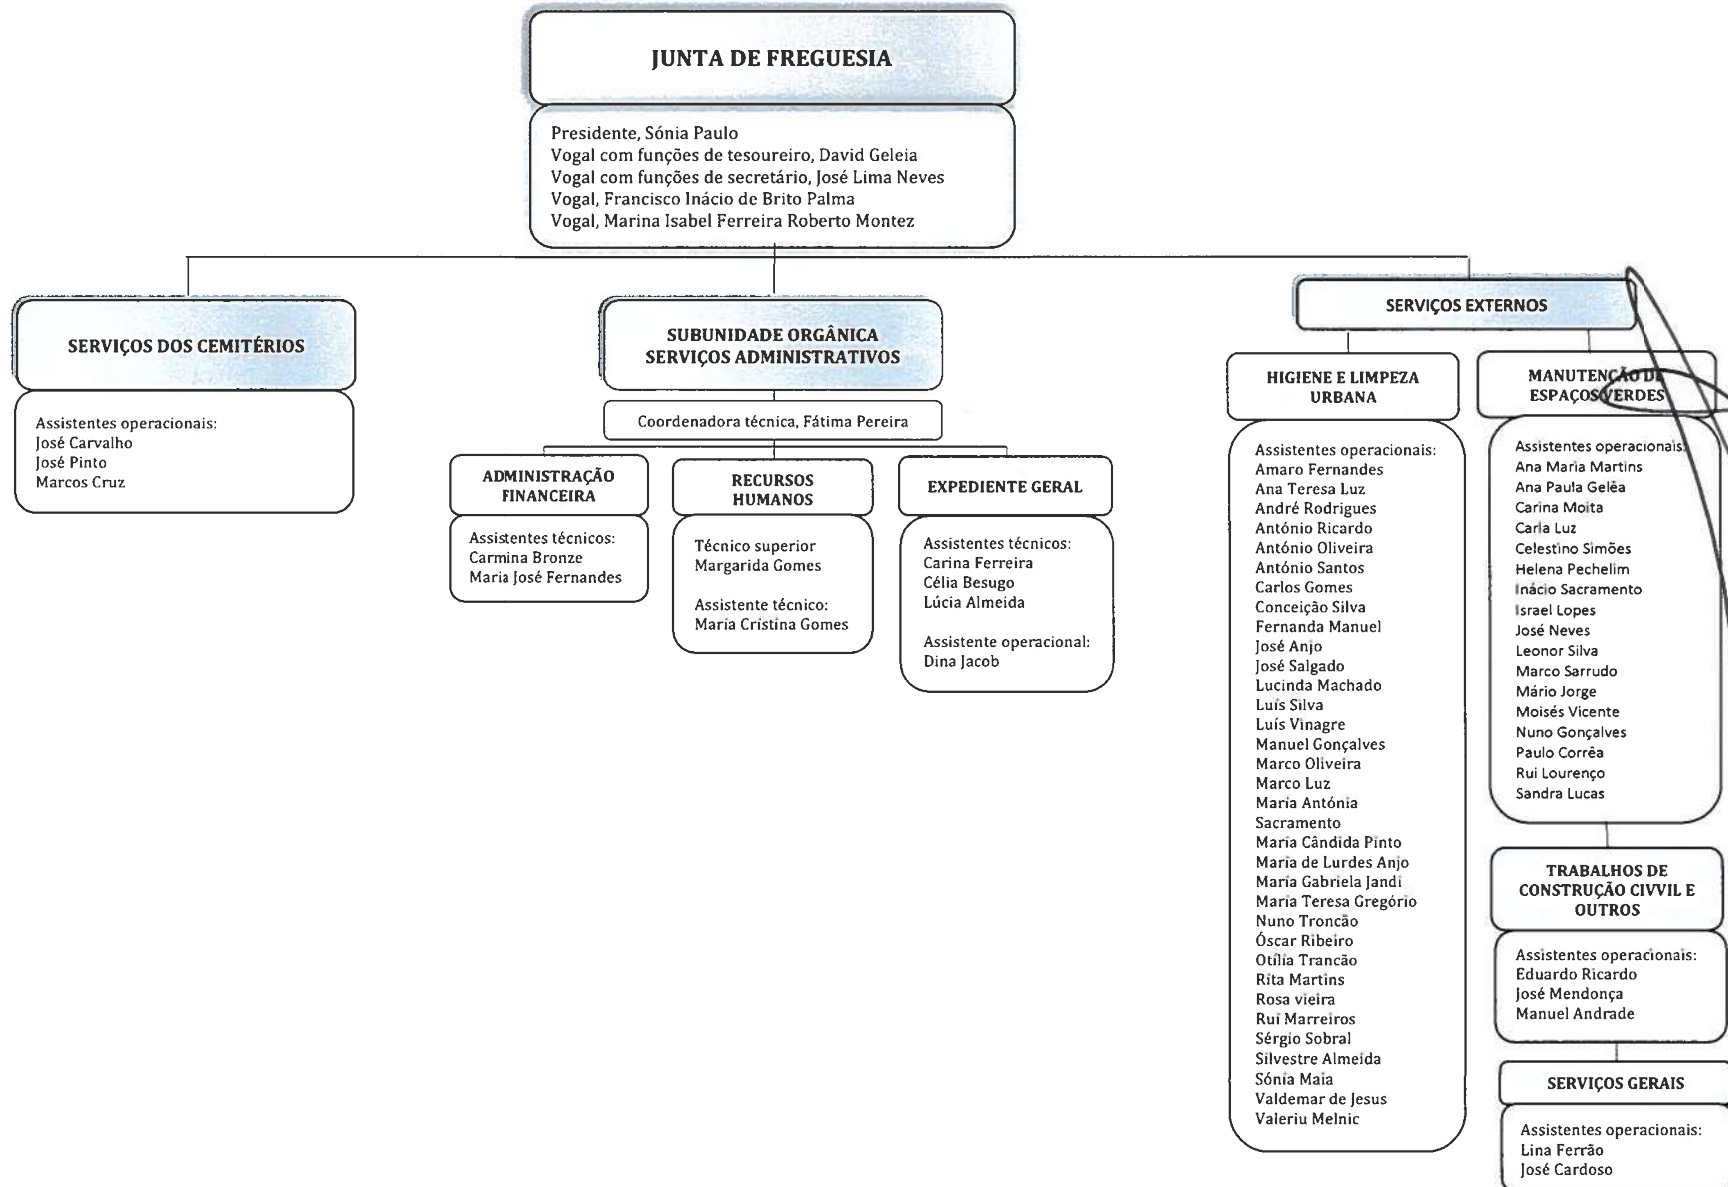 JUNTA DE FREGUESIA
Presidente, Sónia Paulo
Vogal com funções de tesoureiro, David Geleia
Vogal com funções de secretário, José Lima Neves
Vogal, Francisco Inácio de Brito Palma
Vogal, Marina Isabel Ferreira Roberto Montez
SERVIÇOS DOS CEMITÉRIOS
Assistentes operacionais:
José Carvalho
José Pinto
Marcos Cruz
SUBUNIDADE ORGÂNICA
SERVIÇOS ADMINISTRATIVOS
Coordenadora técnica, Fátima Pereira
ADMINISTRAÇÃO
FINANCEIRA
Assistentes técnicos:
Carmina Bronze
Maria José Fernandes
RECURSOS
HUMANOS
Técnico superior
Margarida Gomes
Assistente técnico:
Maria Cristina Gomes
EXPEDIENTE GERAL
Assistentes técnicos:
Carina Ferreira
Célia Besugo
Lúcia Almeida
Assistente operacional:
Dina Jacob
SERVIÇOS EXTERNOS
HIGIENE E LIMPEZA
URBANA
Assistentes operacionais:
Amaro Fernandes
Ana Teresa Luz
André Rodrigues
António Ricardo
António Oliveira
António Santos
Carlos Gomes
Conceição Silva
Fernanda Manuel
José Anjo
José Salgado
Lucinda Machado
Luís Silva
Luís Vinagre
Manuel Gonçalves
Marco Oliveira
Marco Luz
Maria Antónia
Sacramento
Maria Cândida Pinto
Maria de Lurdes Anjo
Maria Gabriela Jandi
Maria Teresa Gregório
Nuno Troncão
Óscar Ribeiro
Otília Trancão
Rita Martins
Rosa vieira
Rui Marreiros
Sérgio Sobral
Silvestre Almeida
Sónia Maia
Valdemar de Jesus
Valeriu Melnic
MANUTENÇÃO DE
ESPAÇOS VERDES
Assistentes operacionais:
Ana Maria Martins
Ana Paula Gelêa
Carina Moita
Carla Luz
Celestino Simões
Helena Pechelim
Inácio Sacramento
Israel Lopes
José Neves
Leonor Silva
Marco Sarrudo
Mário Jorge
Moisés Vicente
Nuno Gonçalves
Paulo Corrêa
Rui Lourenço
Sandra Lucas
TRABALHOS DE
CONSTRUÇÃO CIVVIL E
OUTROS
Assistentes operacionais:
Eduardo Ricardo
José Mendonça
Manuel Andrade
SERVIÇOS GERAIS
Assistentes operacionais:
Lina Ferrão
José Cardoso